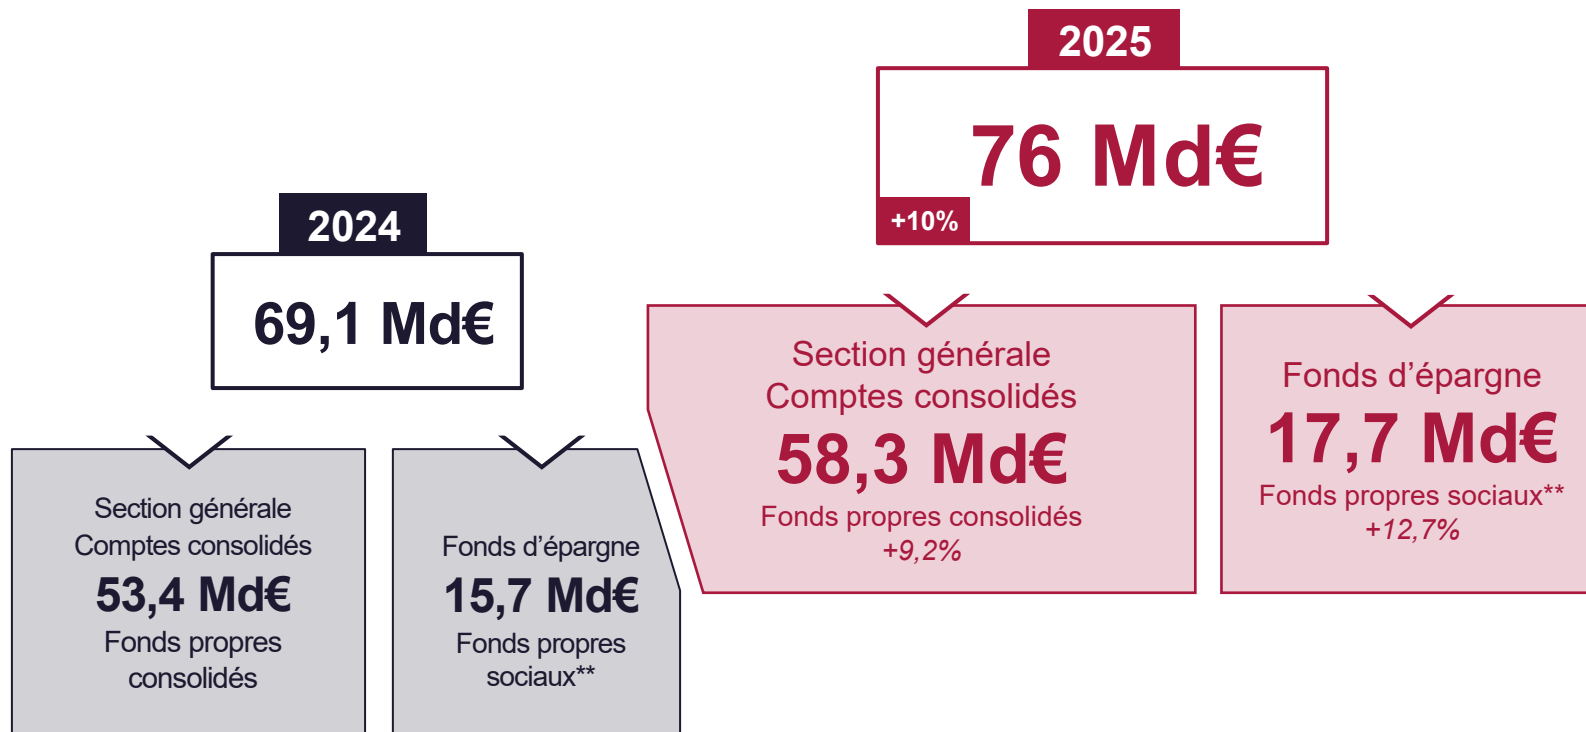 2024
69,1 Md€
Section générale
Comptes consolidés
53,4 Md€
Fonds propres
consolidés
Fonds d’épargne
15,7 Md€
Fonds propres
sociaux**
2025
76 Md€
+10%
Section générale
Comptes consolidés
58,3 Md€
Fonds propres consolidés
+9,2%
Fonds d’épargne
17,7 Md€
Fonds propres sociaux**
+12,7%